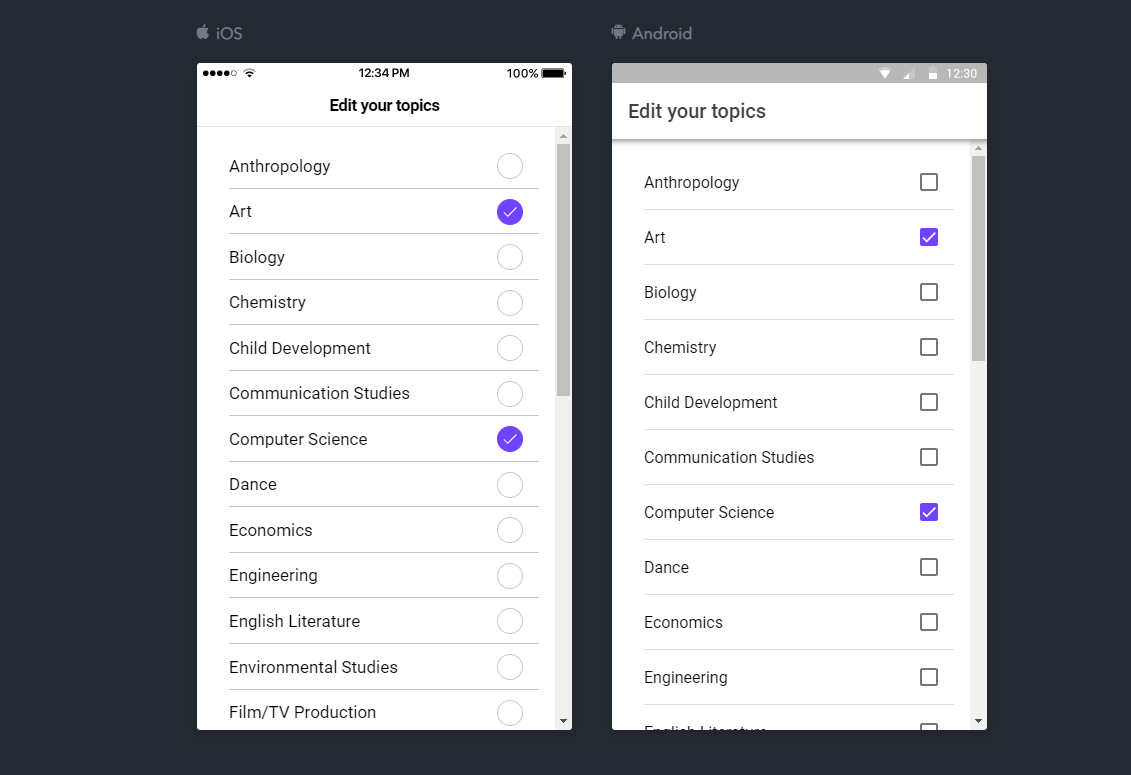 iOS
12:34 PM
100%
Edit your topics
Anthropology
Art
Biology
Chemistry
Child Development
Communication Studies
Computer Science
Dance
Economics
Engineering
English Literature
Environmental Studies
Film/TV Production
Android
12:30
Edit your topics
Anthropology
Art
Biology
Chemistry
Child Development
Communication Studies
Computer Science
Dance
Economics
Engineering
English Literature